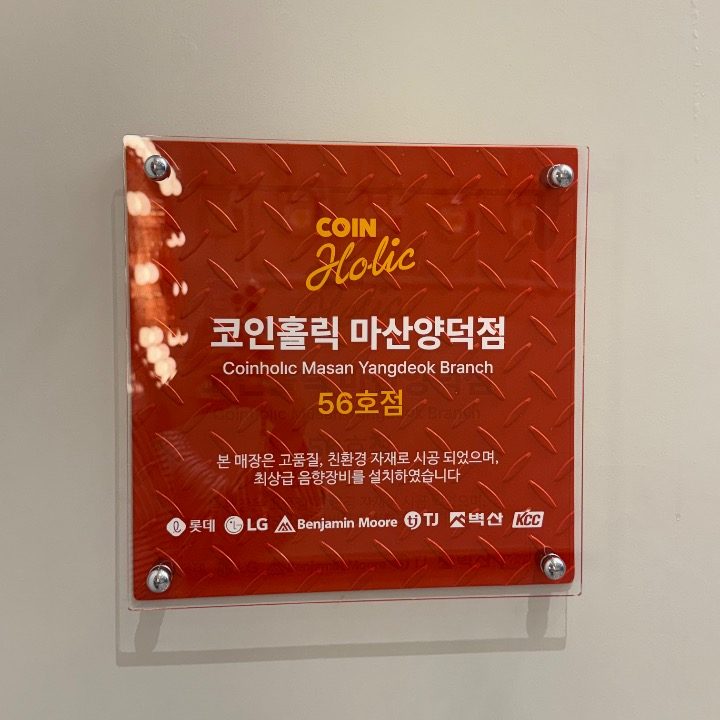 COIN
Holic
코인홀릭 마산양덕점
Coinholic Masan Yangdeok Branch
56호점
본 매장은 고품질, 친환경 자재로 시공 되었으며,
최상급 음향장비를 설치하였습니다
롯데 LG Benjamin Moore TJ 벽산 KCC